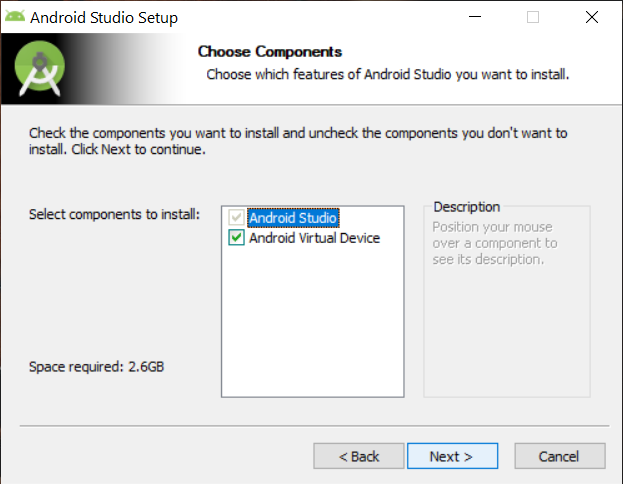 Android Studio Setup
Choose Components
Choose which features of Android Studio you want to install.
Check the components you want to install and uncheck the components you don't want to
install. Click Next to continue.
Select components to install:
Android Studio
Android Virtual Device
Description
Position your mouse
over a component to
see its description.
Space required: 2.6GB
< Back
Next >
Cancel